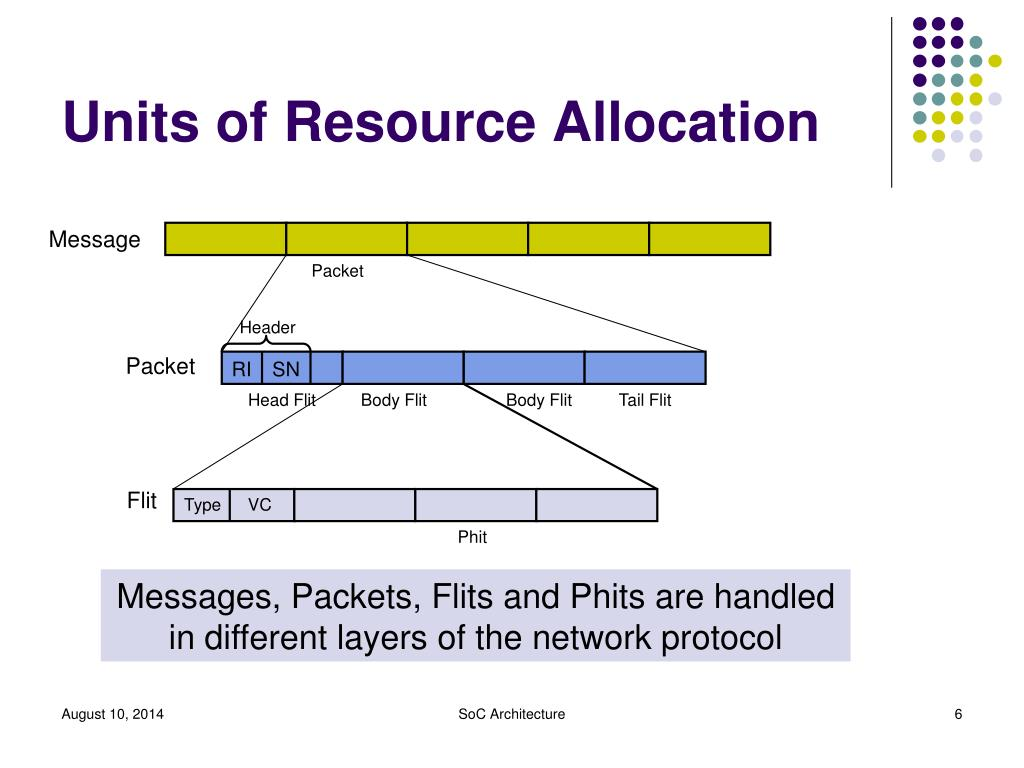 Units of Resource Allocation
Message
Packet
Header
Packet
RI
SN
Head Flit
Body Flit
Body Flit
Tail Flit
Flit
Type
VC
Phit
Messages, Packets, Flits and Phits are handled
in different layers of the network protocol
August 10, 2014
SoC Architecture
6